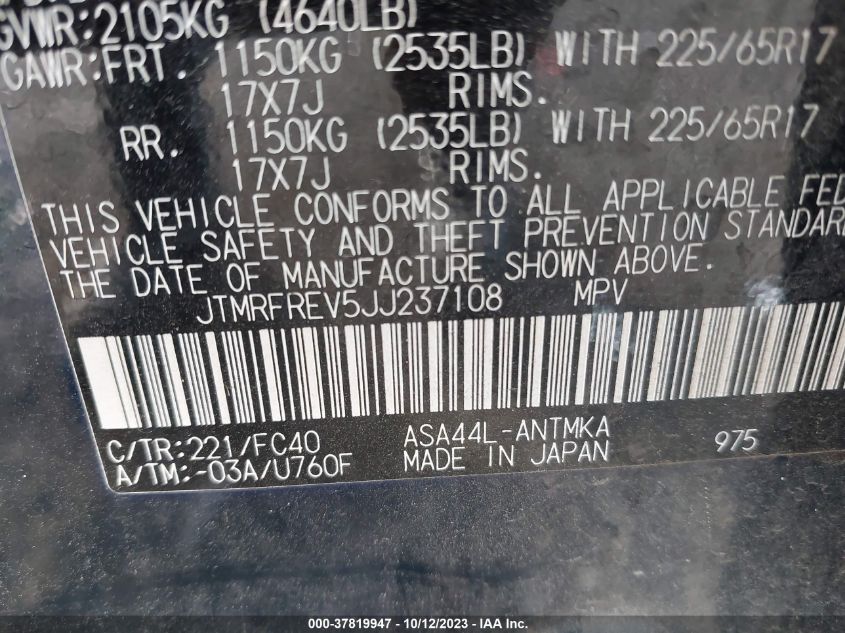 GVWR:2105KG (4640LB)
GAWR:FRT. 1150KG (2535LB) WITH 225/65R17
17X7J RIMS.
RR. 1150KG (2535LB) WITH 225/65R17
17X7J RIMS.
THIS VEHICLE CONFORMS TO ALL APPLICABLE FED
VEHICLE SAFETY AND THEFT PREVENTION STANDAR
THE DATE OF MANUFACTURE SHOWN ABOVE.
JTMRFREV5JJ237108 MPV
C/TR:221/FC40 ASA44L-ANTMKA 975
A/TM:-03A/U760F MADE IN JAPAN
000-37819947 - 10/12/2023 - IAA Inc.